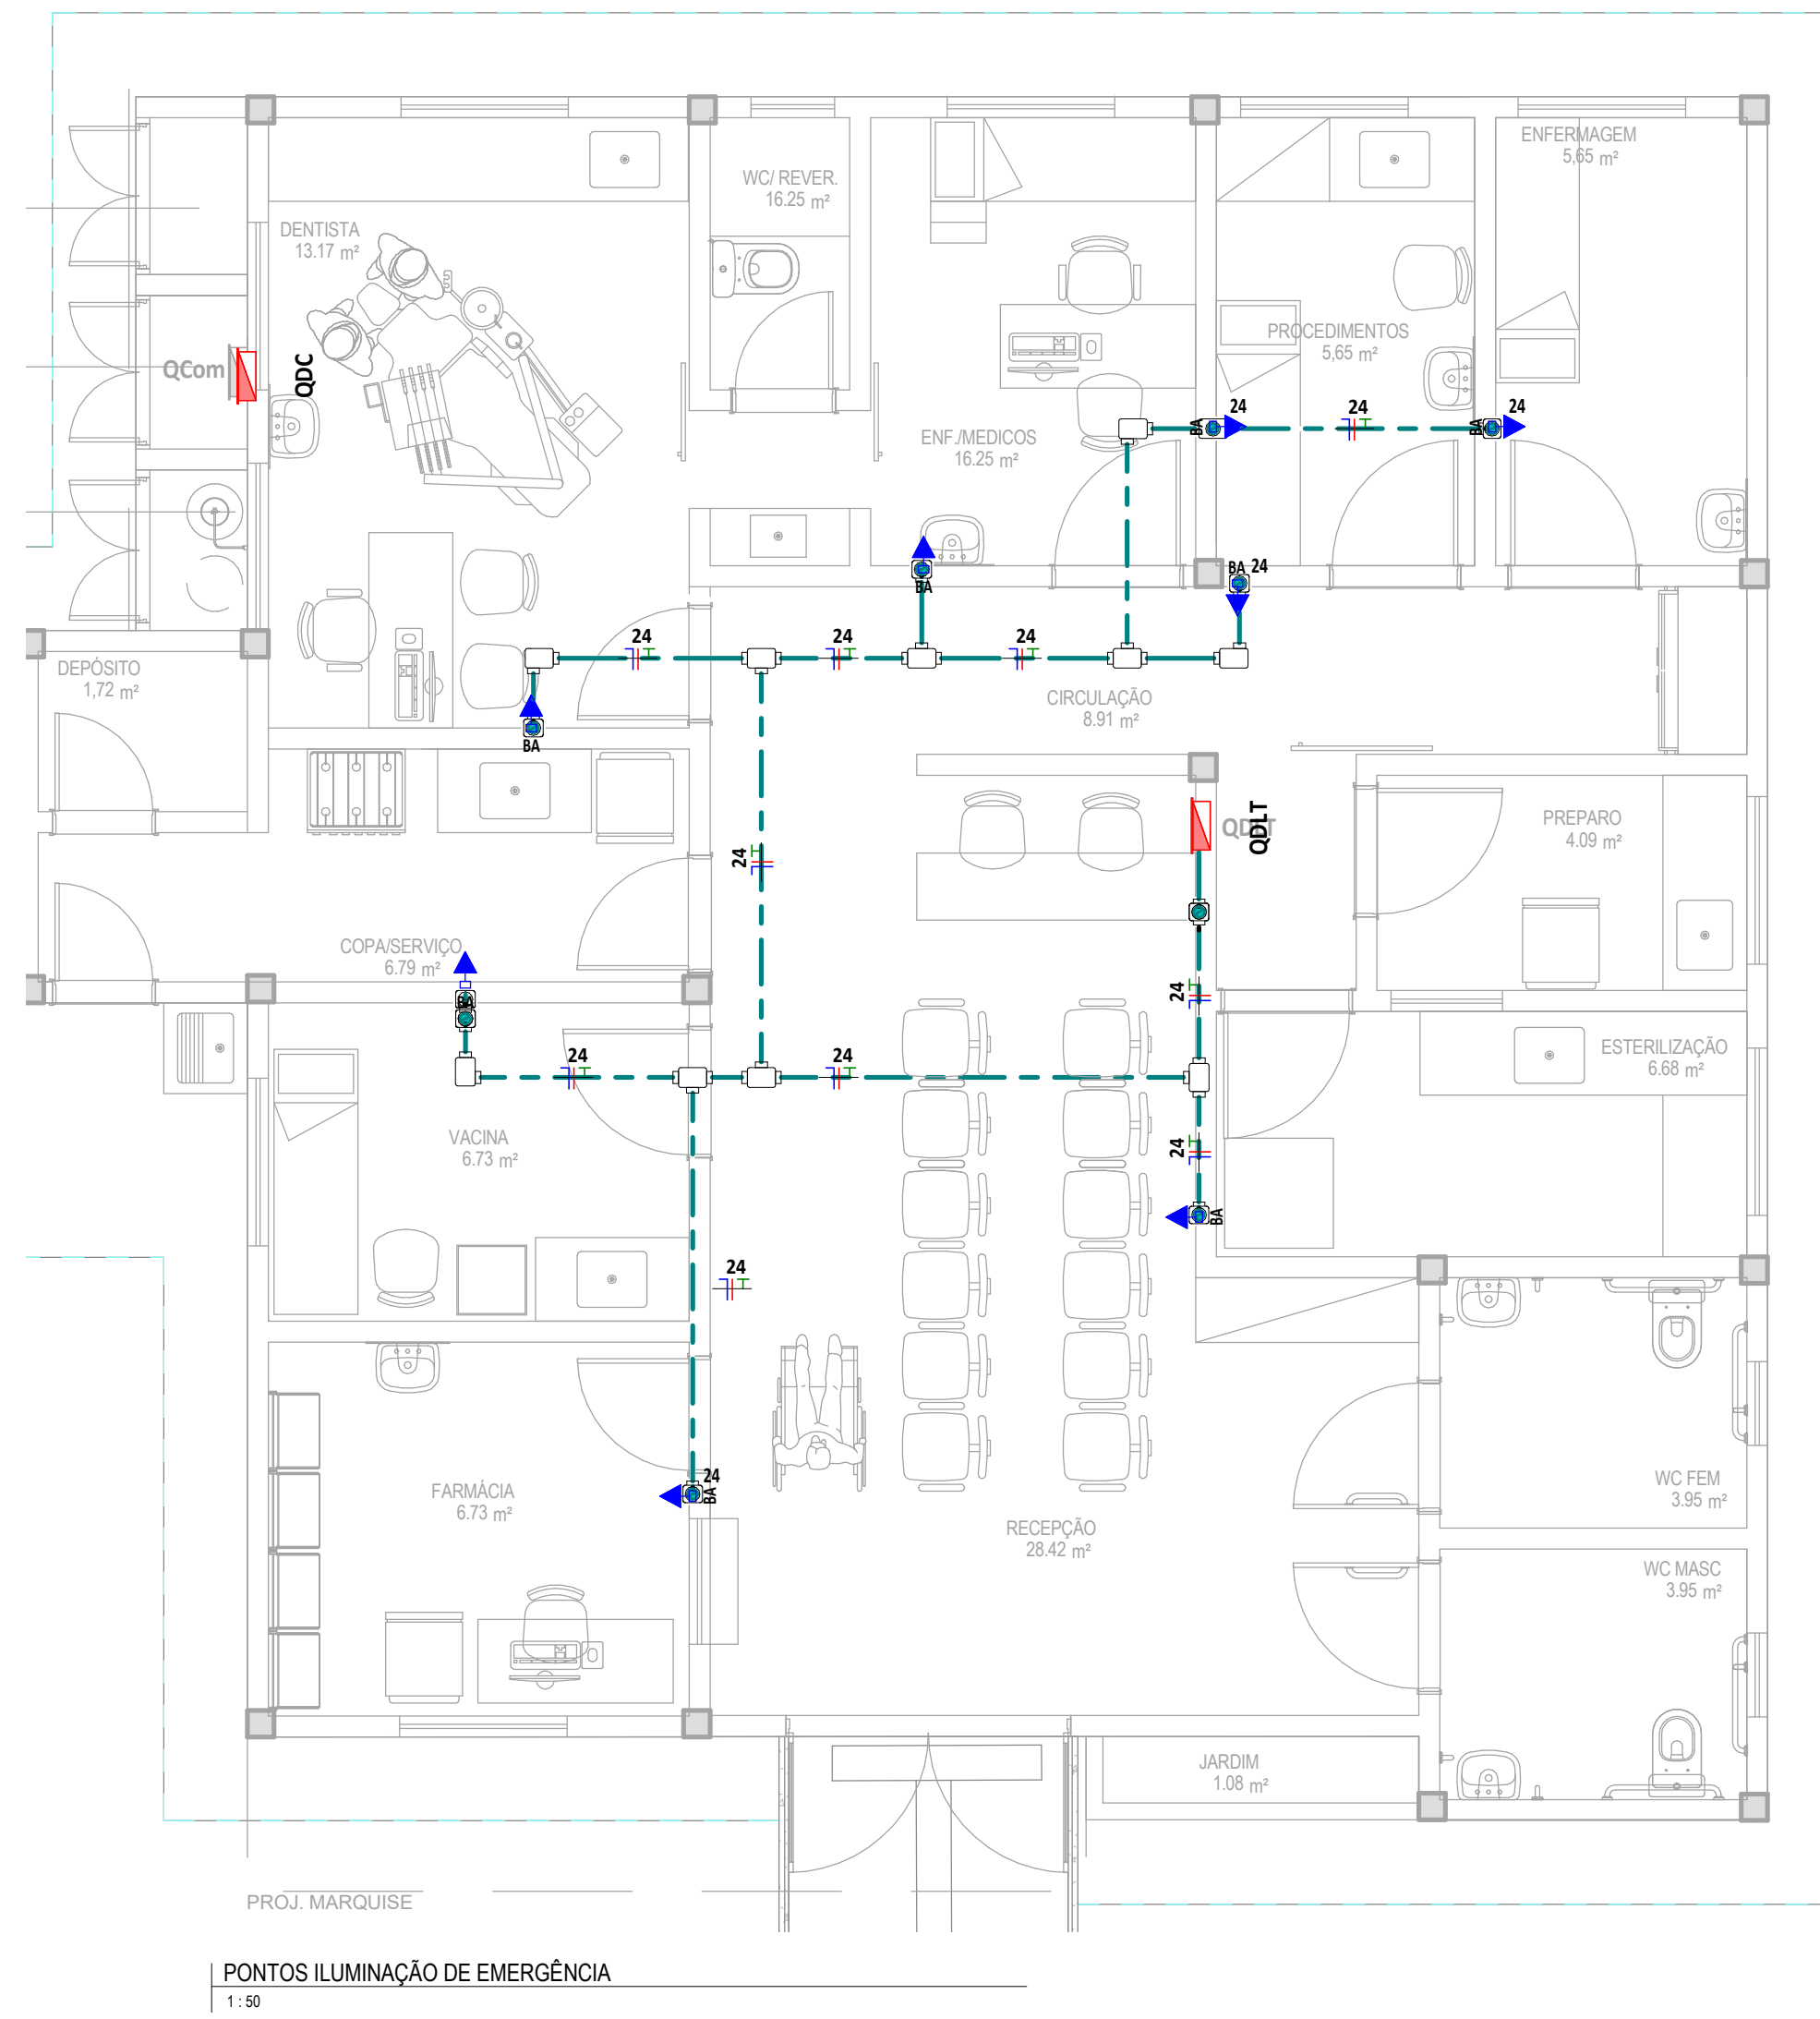 ENFERMAGEM
5,65 m²
WC/ REVER.
16.25 m²
DENTISTA
13.17 m²
PROCEDIMENTOS
5,65 m²
QCom
QDC
24
24
24
BA
BA
ENF./MEDICOS
16.25 m²
BA
BA 24
24
24
24
DEPÓSITO
1,72 m²
CIRCULAÇÃO
8.91 m²
BA
QDLT
QDLT
PREPARO
4.09 m²
24
COPA/SERVIÇO
6.79 m²
BA
24
24
24
ESTERILIZAÇÃO
6.68 m²
VACINA
6.73 m²
24
BA
24
24
BA
FARMÁCIA
6.73 m²
WC FEM
3.95 m²
RECEPÇÃO
28.42 m²
WC MASC
3.95 m²
JARDIM
1.08 m²
PROJ. MARQUISE
PONTOS ILUMINAÇÃO DE EMERGÊNCIA
1 : 50